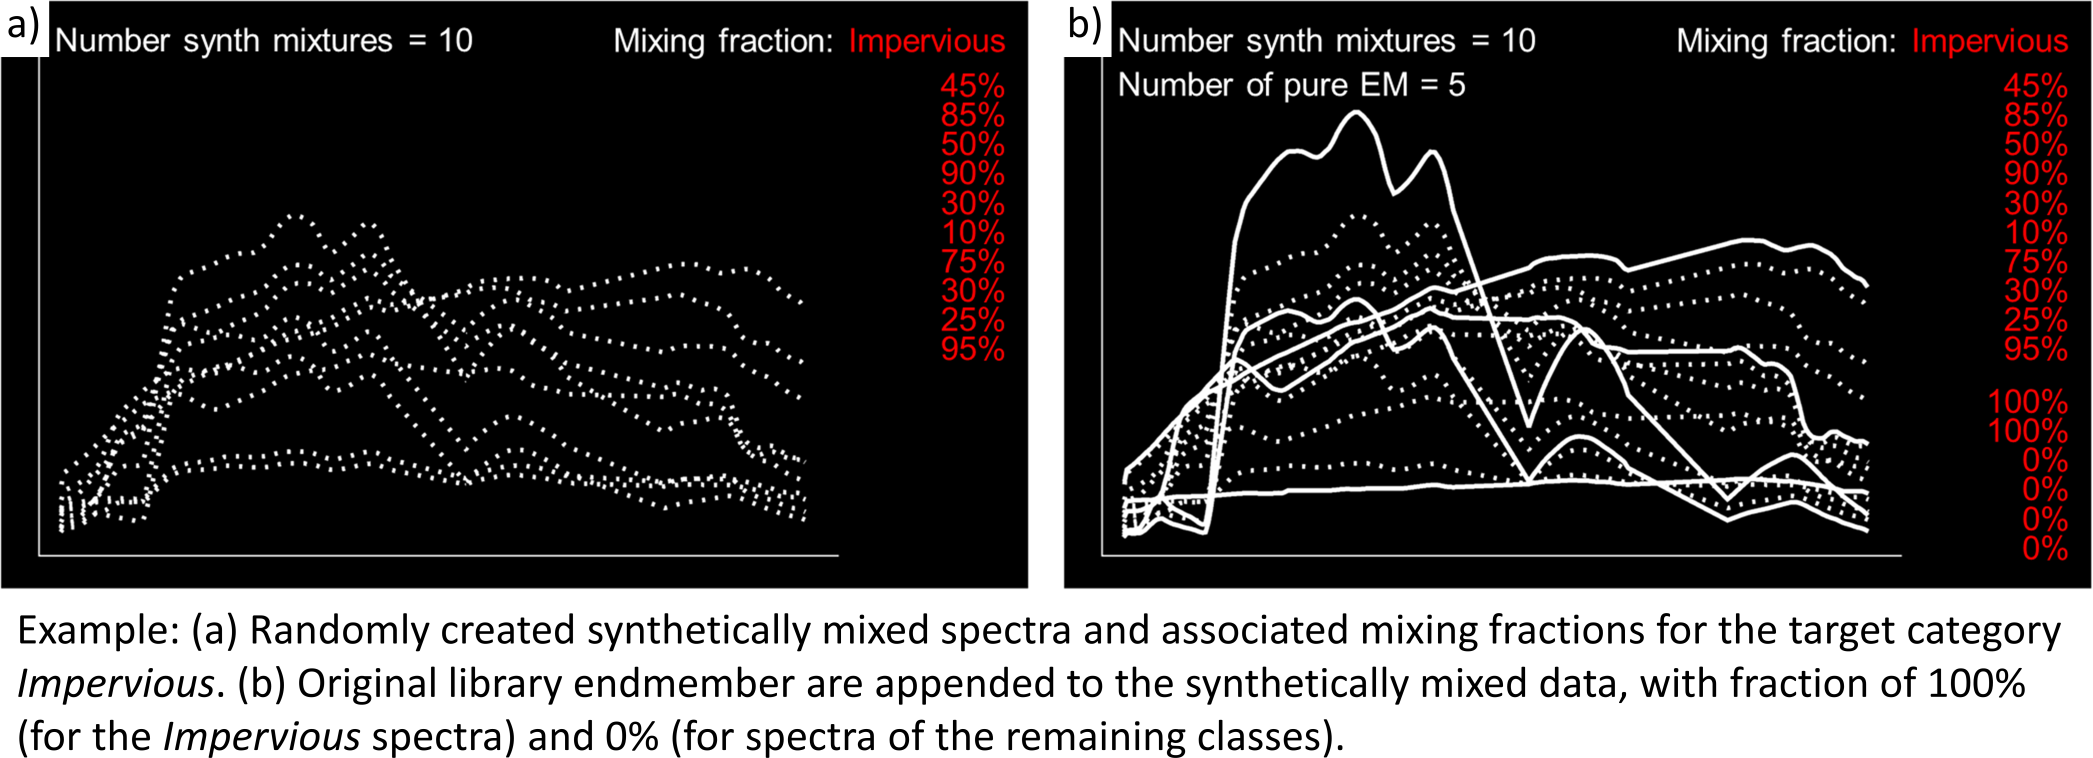 a)
Number synth mixtures = 10
Mixing fraction: Impervious
45%
85%
50%
90%
30%
10%
75%
30%
25%
95%
b)
Number synth mixtures = 10
Mixing fraction: Impervious
Number of pure EM = 5
45%
85%
50%
90%
30%
10%
75%
30%
25%
95%
100%
100%
0%
0%
0%
0%
Example: (a) Randomly created synthetically mixed spectra and associated mixing fractions for the target category
Impervious. (b) Original library endmember are appended to the synthetically mixed data, with fraction of 100%
(for the Impervious spectra) and 0% (for spectra of the remaining classes).